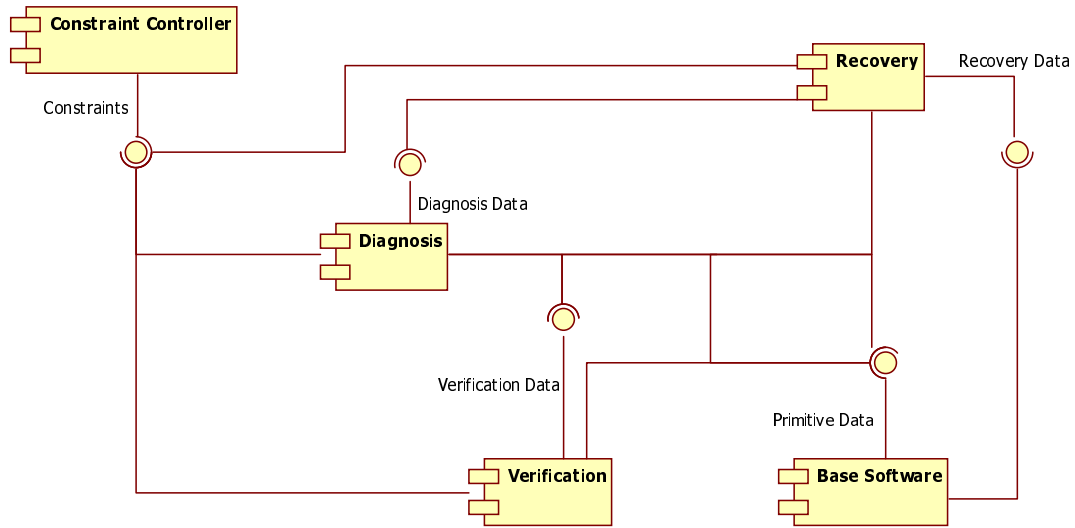 Constraint Controller
Recovery
Recovery Data
Constraints
Diagnosis Data
Diagnosis
Verification Data
Primitive Data
Verification
Base Software